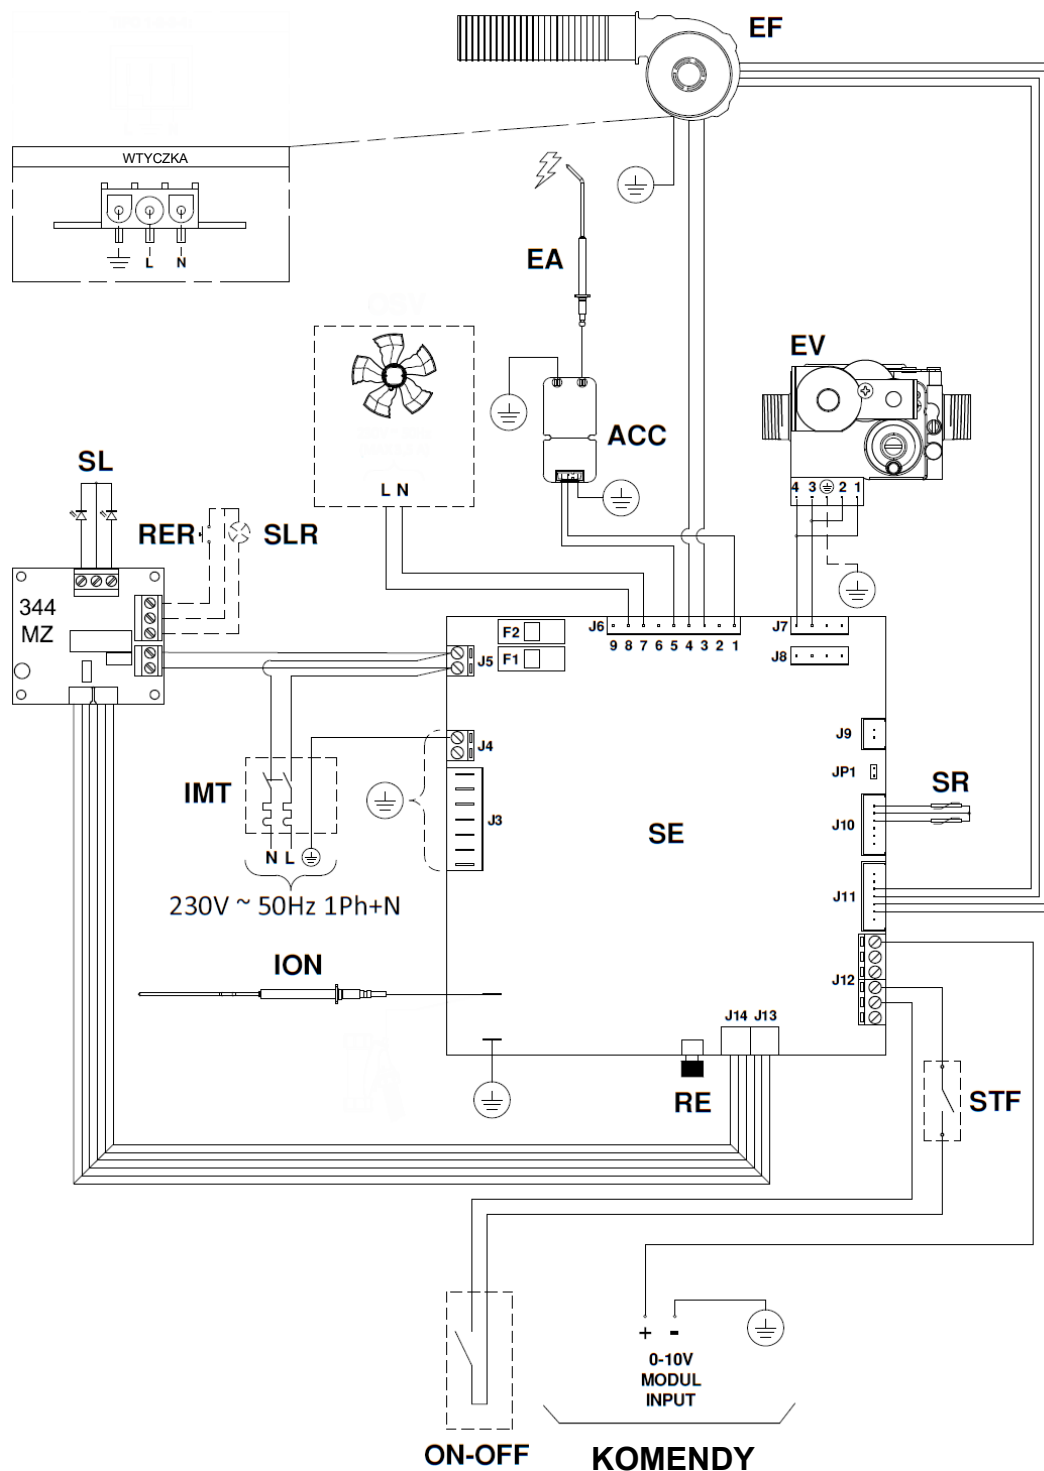 EF
WTYCZKA
L N
EA
EV
ACC
L N
4 3 2 1
SL
RER
SLR
344
MZ
F2
F1
J6
9 8 7 6 5 4 3 2 1
J7
J8
J5
J4
J9
JP1
SR
IMT
J3
SE
J10
N L
230V ~ 50Hz 1Ph+N
J11
ION
J12
J14 J13
RE
STF
+ -
0-10V
MODUL
INPUT
ON-OFF
KOMENDY